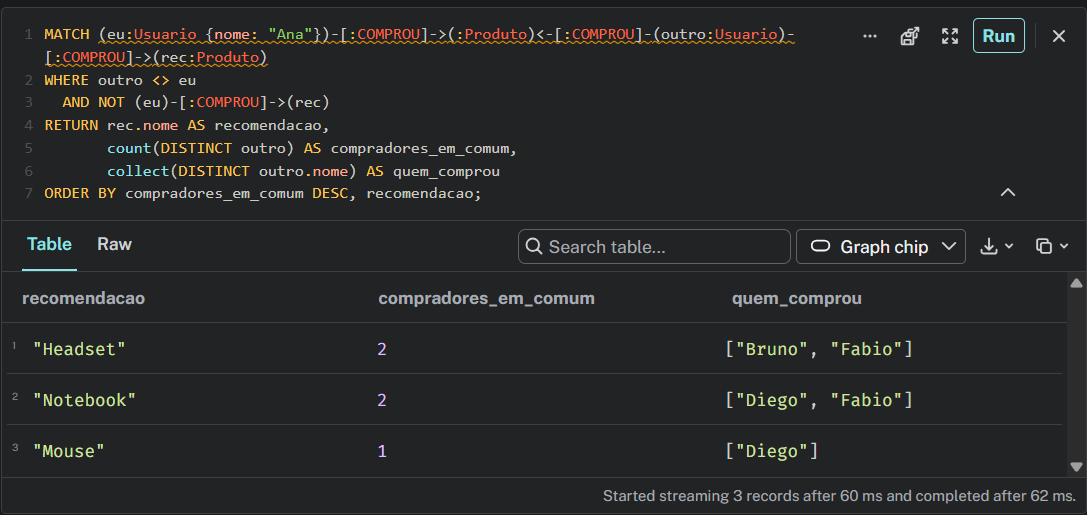 1 MATCH (eu:Usuario {nome: "Ana"})-[:COMPROU]->(:Produto)<-[:COMPROU]-(outro:Usuario)-
[:COMPROU]->(rec:Produto)
2 WHERE outro <> eu
3 AND NOT (eu)-[:COMPROU]->(rec)
4 RETURN rec.nome AS recomendacao,
5 count(DISTINCT outro) AS compradores_em_comum,
6 collect(DISTINCT outro.nome) AS quem_comprou
7 ORDER BY compradores_em_comum DESC, recomendacao;
Run
Table Raw Search table... Graph chip
recomendacao compradores_em_comum quem_comprou
1 "Headset" 2 ["Bruno", "Fabio"]
2 "Notebook" 2 ["Diego", "Fabio"]
3 "Mouse" 1 ["Diego"]
Started streaming 3 records after 60 ms and completed after 62 ms.